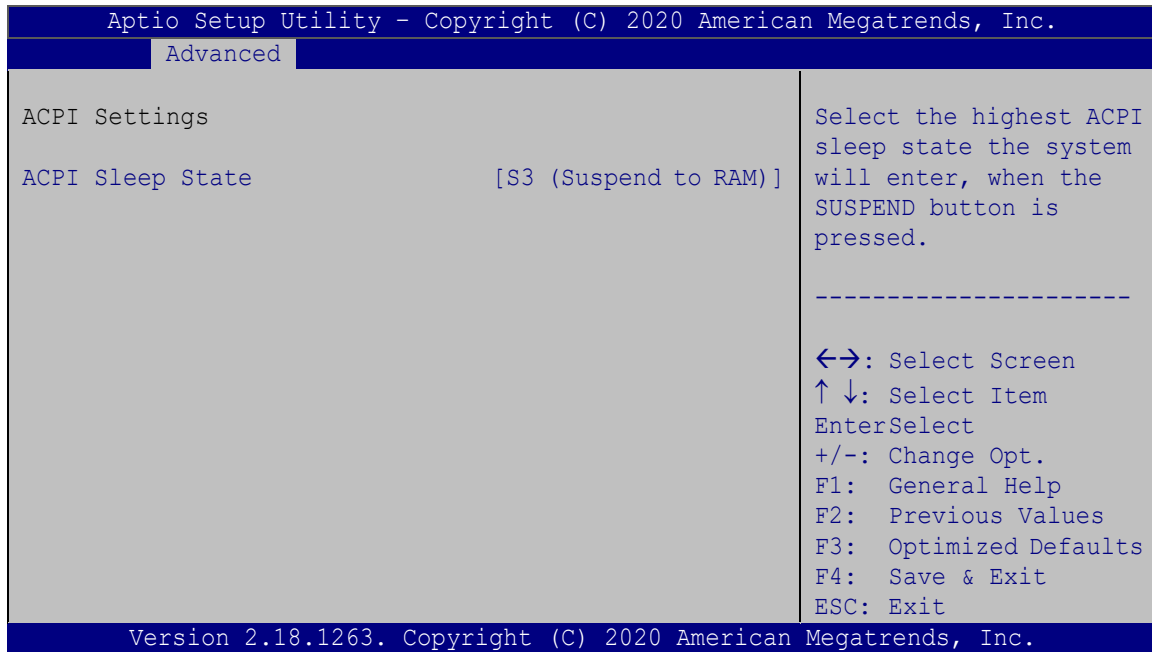 Aptio Setup Utility – Copyright (C) 2020 American Megatrends, Inc.
Advanced
ACPI Settings
ACPI Sleep State [S3 (Suspend to RAM)]
Select the highest ACPI
sleep state the system
will enter, when the
SUSPEND button is
pressed.
----------------------
←→: Select Screen
↑ ↓: Select Item
EnterSelect
+/-: Change Opt.
F1: General Help
F2: Previous Values
F3: Optimized Defaults
F4: Save & Exit
ESC: Exit
Version 2.18.1263. Copyright (C) 2020 American Megatrends, Inc.